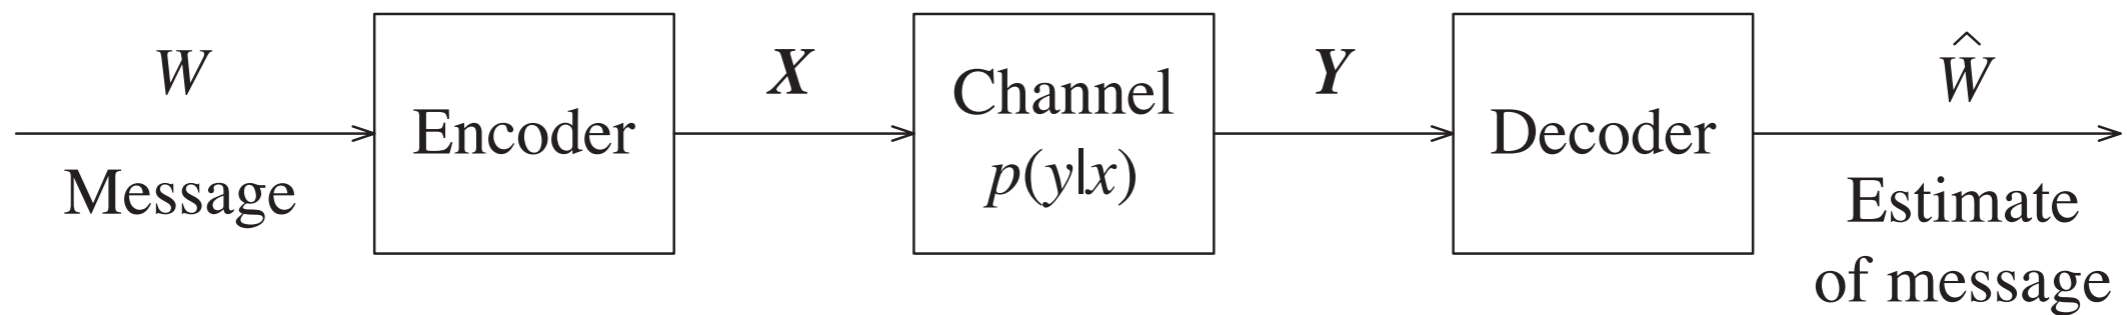 W
Message
Encoder
X
Channel
p(y|x)
Y
Decoder
Ŵ
Estimate
of message